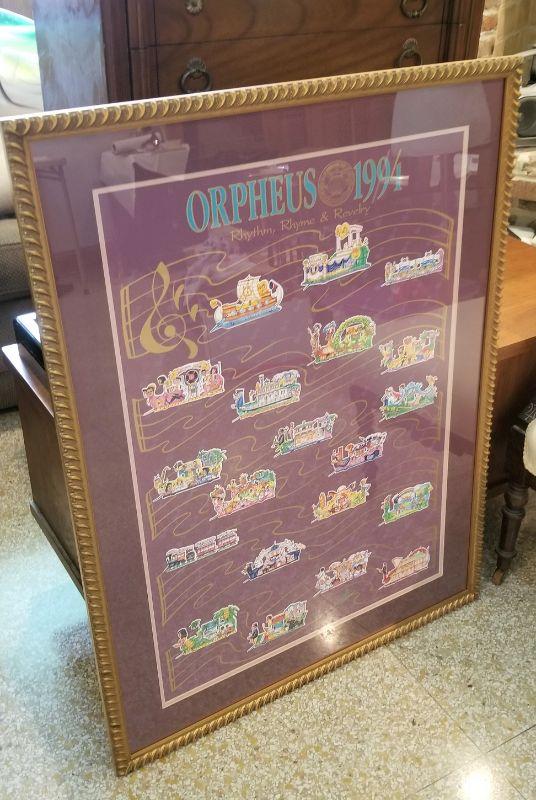 ORPHEUS 1994
Rhythm, Rhyme & Revelry